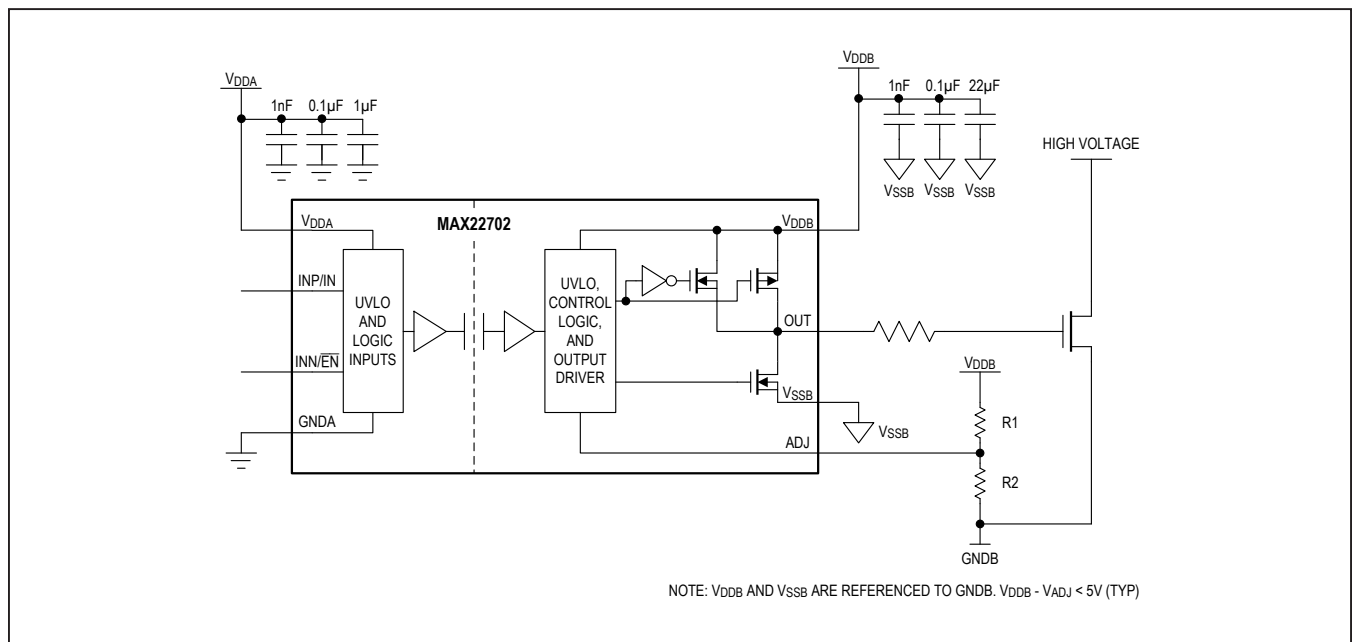 VDDA
1nF 0.1µF 1µF
VDDB
1nF 0.1µF 22µF
VSSB VSSB VSSB
HIGH VOLTAGE
MAX22702
VDDA
VDDB
INP/IN
INN/E̅N̅
GNDA
UVLO
AND
LOGIC
INPUTS
UVLO,
CONTROL
LOGIC,
AND
OUTPUT
DRIVER
OUT
VSSB
VSSB
ADJ
VDDB
R1
R2
GNDB
NOTE: VDDB AND VSSB ARE REFERENCED TO GNDB. VDDB - VADJ < 5V (TYP)